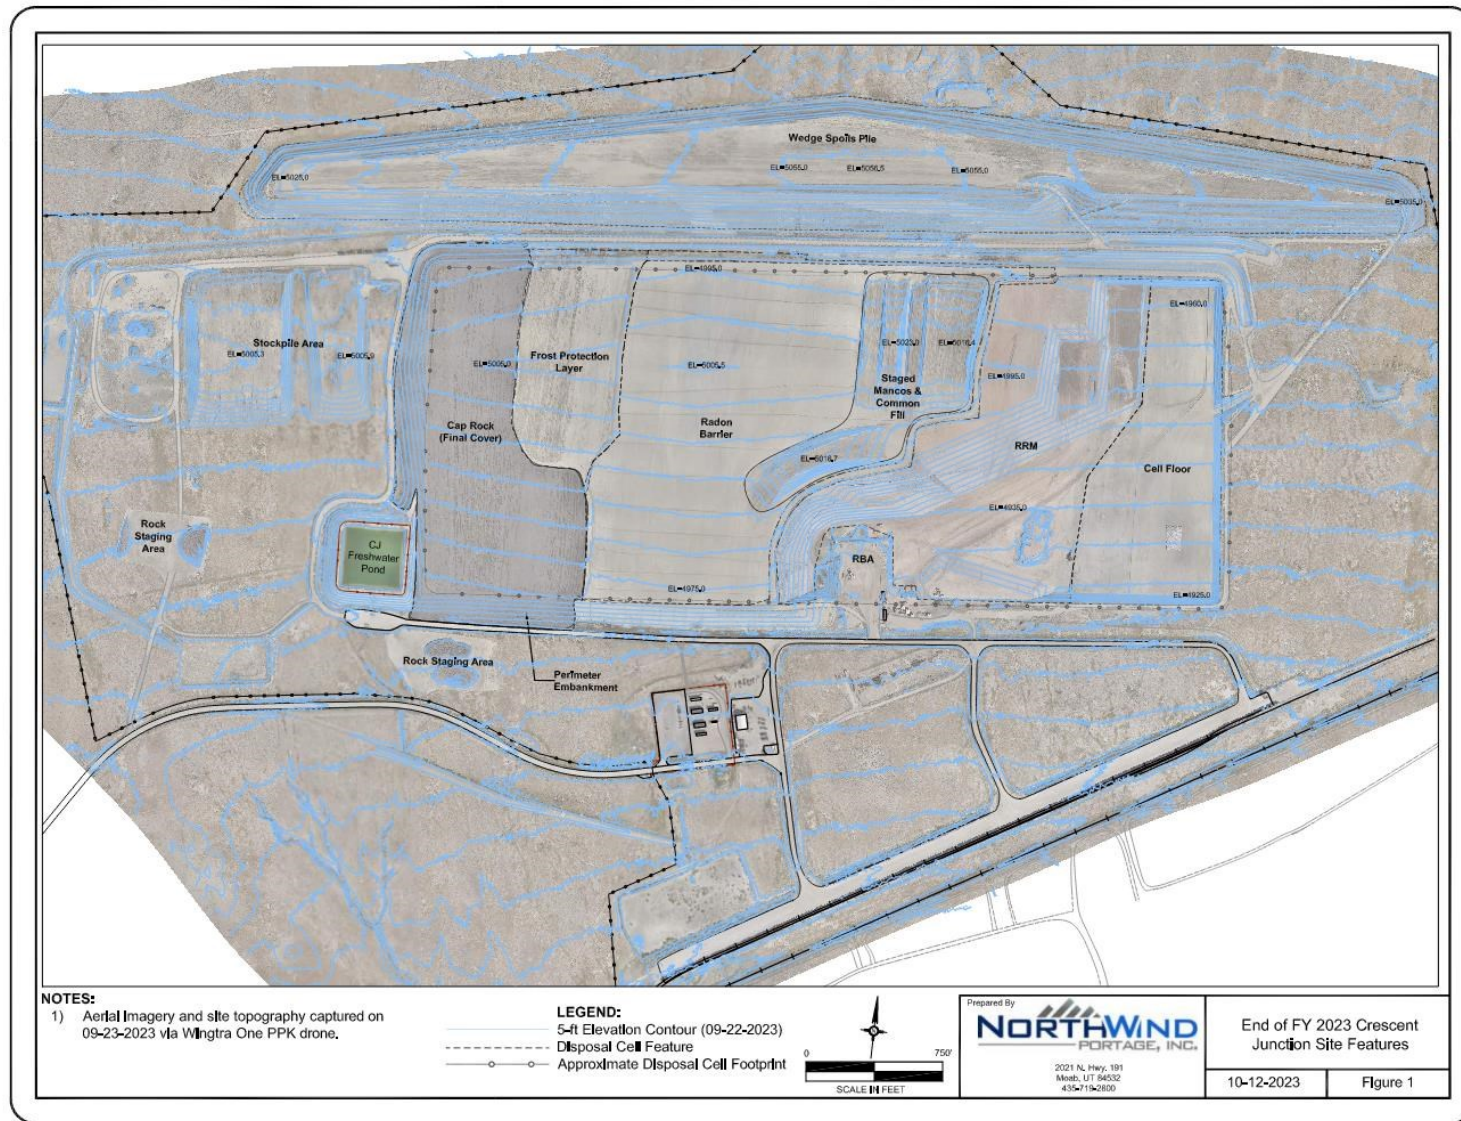 Wedge Spoils Pile
EL=5025.0
EL=5055.0
EL=5056.5
EL=5055.0
EL=5035.0
EL=4995.0
EL=4960.0
Stockpile Area
EL=5005.3
EL=5005.9
EL=5005.0
Frost Protection
Layer
EL=5005.5
EL=5023.0
EL=5018.4
EL=4995.0
Staged
Mancos &
Common
Fill
Cap Rock
(Final Cover)
Radon
Barrier
RRM
Cell Floor
EL=5018.7
EL=4935.0
Rock
Staging
Area
CJ
Freshwater
Pond
RBA
EL=4975.0
EL=4925.0
Rock Staging Area
Perimeter
Embankment
NOTES:
1) Aerial imagery and site topography captured on
09-23-2023 via Wingtra One PPK drone.
LEGEND:
5-ft Elevation Contour (09-22-2023)
Disposal Cell Feature
Approximate Disposal Cell Footprint
0 750'
SCALE IN FEET
Prepared By
NORTHWIND
PORTAGE, INC.
2021 N. Hwy. 191
Moab, UT 84532
435-719-2800
End of FY 2023 Crescent
Junction Site Features
10-12-2023
Figure 1